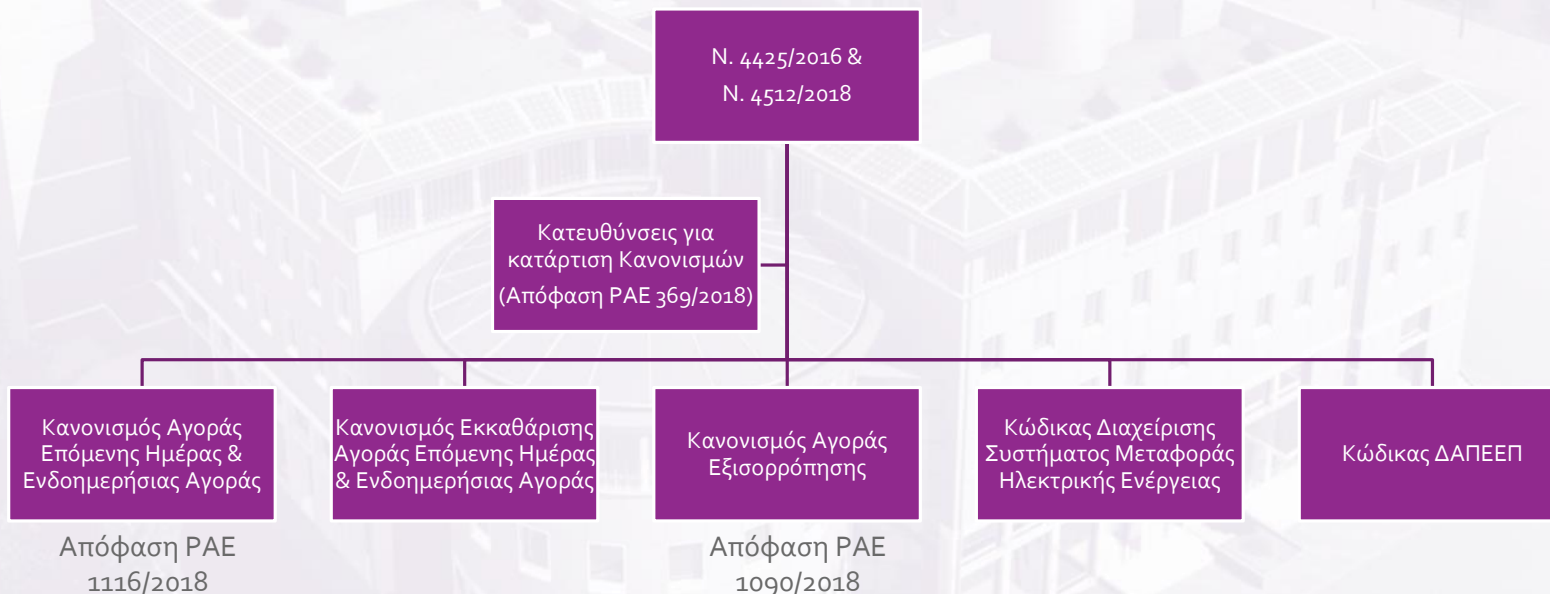 Ν. 4425/2016 &
Ν. 4512/2018
Κατευθύνσεις για
κατάρτιση Κανονισμών
(Απόφαση ΡΑΕ 369/2018)
Κανονισμός Αγοράς
Επόμενης Ημέρας &
Ενδοημερήσιας Αγοράς
Κανονισμός Εκκαθάρισης
Αγοράς Επόμενης Ημέρας
& Ενδοημερήσιας Αγοράς
Κανονισμός Αγοράς
Εξισορρόπησης
Κώδικας Διαχείρισης
Συστήματος Μεταφοράς
Ηλεκτρικής Ενέργειας
Κώδικας ΔΑΠΕΕΠ
Απόφαση ΡΑΕ
1116/2018
Απόφαση ΡΑΕ
1090/2018